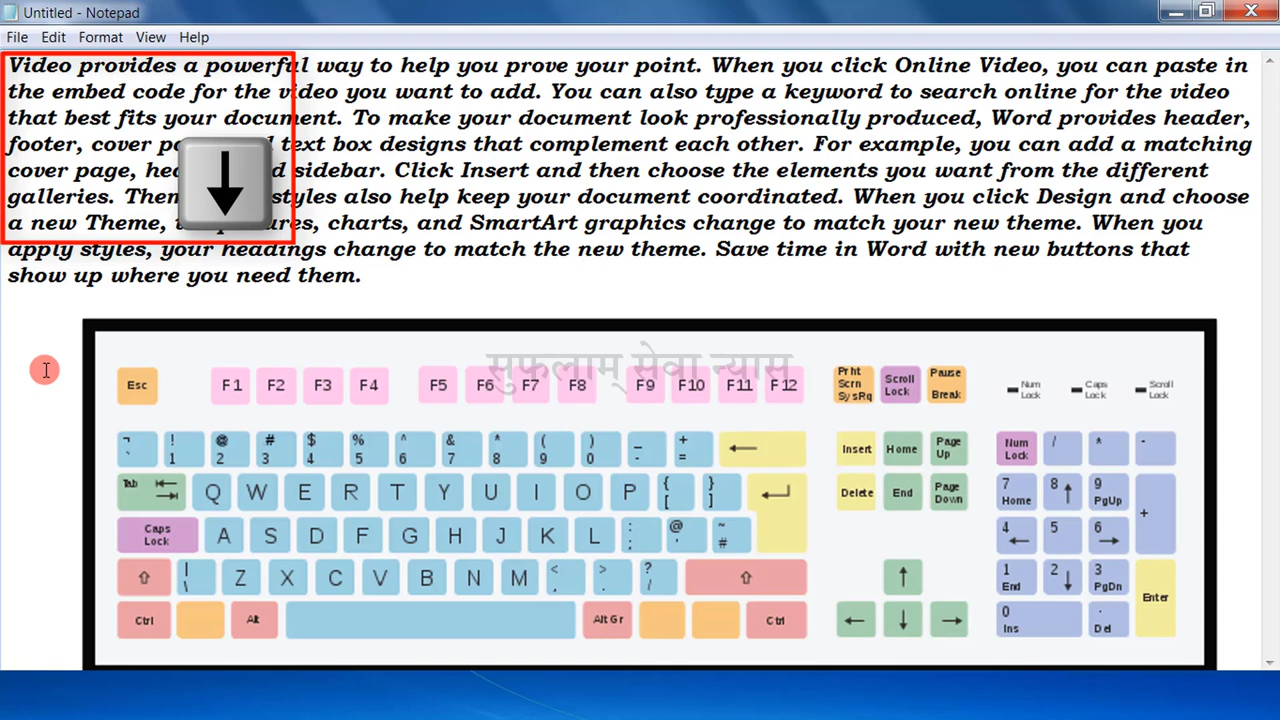 Untitled - Notepad
File Edit Format View Help
Video provides a powerful way to help you prove your point. When you click Online Video, you can paste in
the embed code for the video you want to add. You can also type a keyword to search online for the video
that best fits your document. To make your document look professionally produced, Word provides header,
footer, cover text box designs that complement each other. For example, you can add a matching
cover page, sidebar. Click Insert and then choose the elements you want from the different
galleries. styles also help keep your document coordinated. When you click Design and choose
a new Theme, charts, and SmartArt graphics change to match your new theme. When you
apply styles, your headings change to match the new theme. Save time in Word with new buttons that
show up where you need them.
सुफलाम् सेवा न्यास
Esc F1 F2 F3 F4 F5 F6 F7 F8 F9 F10 F11 F12 Prnt Scrn SysRq Scroll Lock Pause Break Num Lock Caps Lock Scroll Lock
¬ ` ! 1 @ 2 # 3 $ 4 % 5 ^ 6 & 7 * 8 ( 9 ) 0 _ - + = ← Insert Home Page Up Num Lock / * -
Tab Q W E R T Y U I O P { [ } ] Delete End Page Down 7 Home 8 ↑ 9 PgUp +
Caps Lock A S D F G H J K L : ; @ ' ~ # 4 ← 5 6 →
⇧ | \ Z X C V B N M < , > . ? / ⇧ ↑ 1 End 2 ↓ 3 PgDn Enter
Ctrl Alt Alt Gr Ctrl ← ↓ → 0 Ins . Del